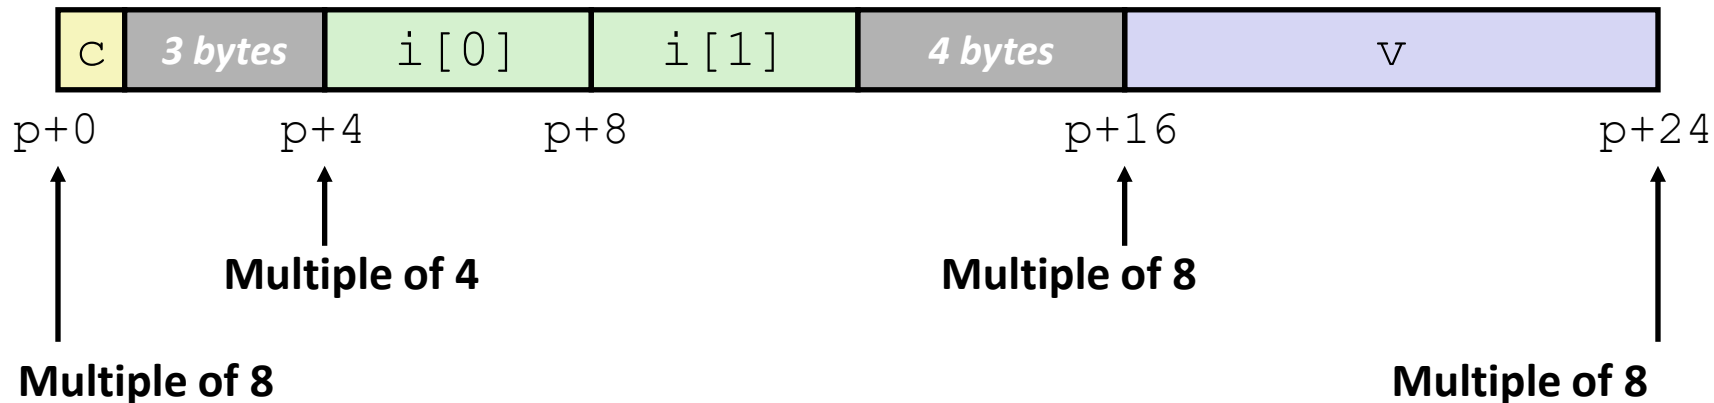 c 3 bytes i[0] i[1] 4 bytes v
p+0 p+4 p+8 p+16 p+24
Multiple of 4 Multiple of 8
Multiple of 8 Multiple of 8